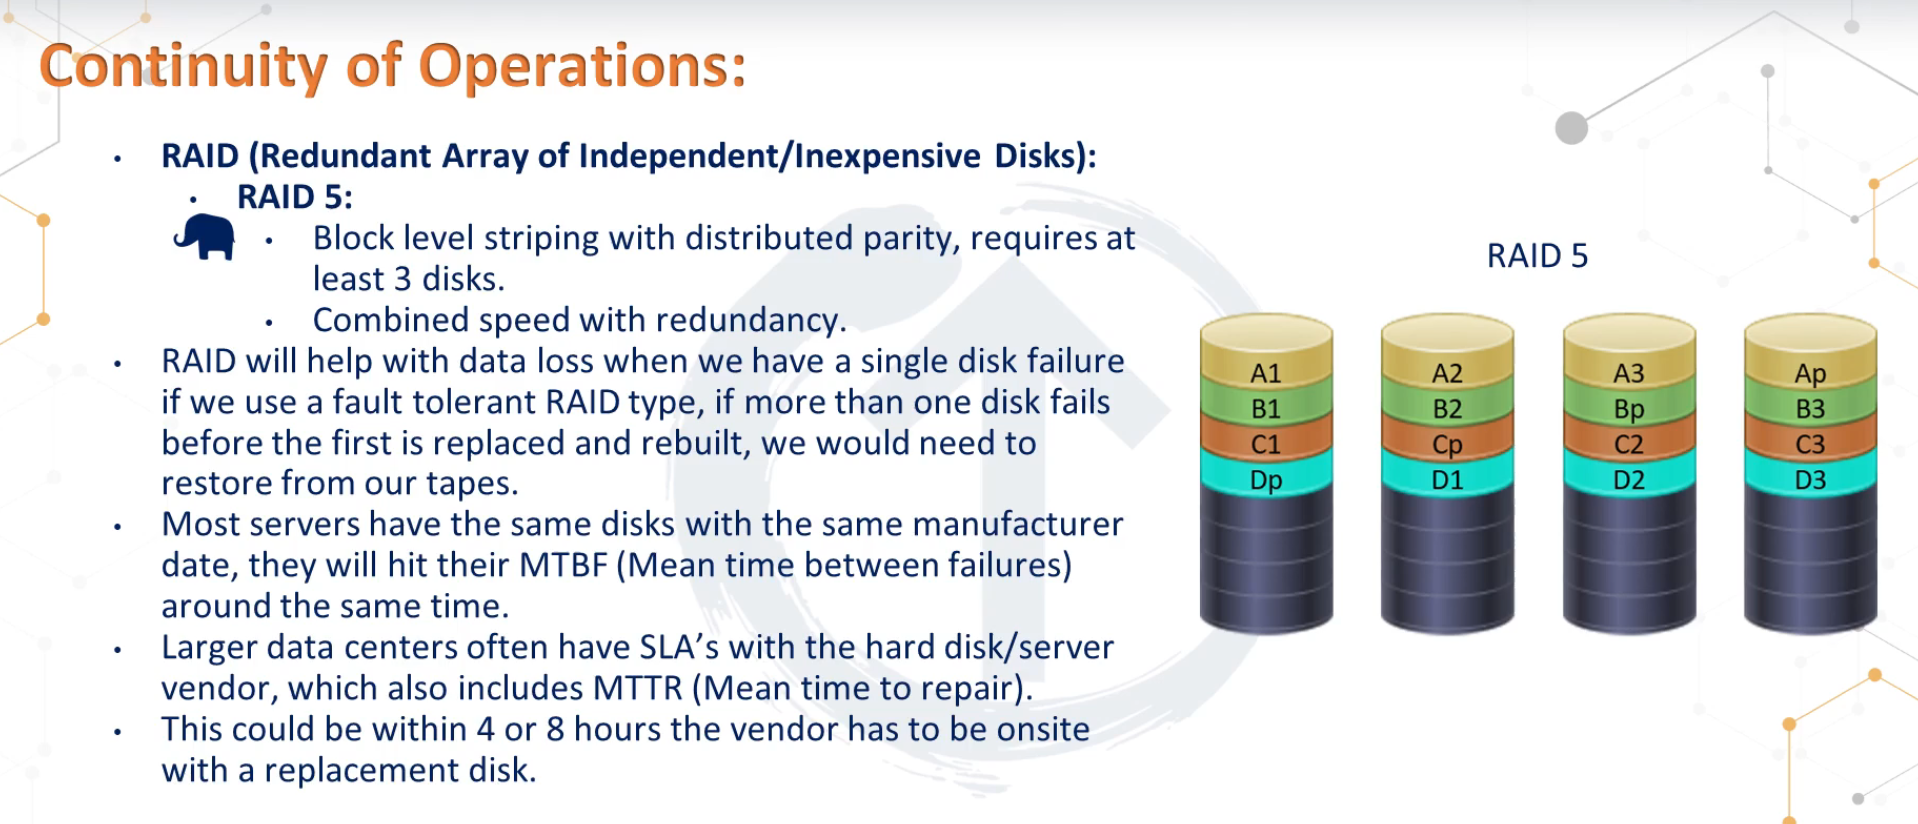 Continuity of Operations:
• RAID (Redundant Array of Independent/Inexpensive Disks):
• RAID 5:
• Block level striping with distributed parity, requires at
least 3 disks.
• Combined speed with redundancy.
• RAID will help with data loss when we have a single disk failure
if we use a fault tolerant RAID type, if more than one disk fails
before the first is replaced and rebuilt, we would need to
restore from our tapes.
• Most servers have the same disks with the same manufacturer
date, they will hit their MTBF (Mean time between failures)
around the same time.
• Larger data centers often have SLA’s with the hard disk/server
vendor, which also includes MTTR (Mean time to repair).
• This could be within 4 or 8 hours the vendor has to be onsite
with a replacement disk.
RAID 5
A1 A2 A3 Ap
B1 B2 Bp B3
C1 Cp C2 C3
Dp D1 D2 D3